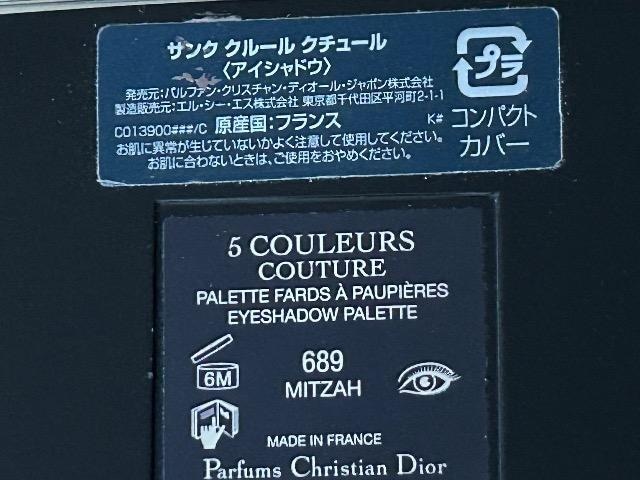 サンク クルール クチュール
〈アイシャドウ〉
発売元:パルファン・クリスチャン・ディオール・ジャポン株式会社
製造販売元:エル・シー・エス株式会社 東京都千代田区平河町2-1-1
C013900###/C 原産国:フランス K#
お肌に異常が生じていないかよく注意して使用してください。
お肌に合わないときは、ご使用をおやめください。
プラ
コンパクト
カバー
5 COULEURS
COUTURE
PALETTE FARDS À PAUPIÈRES
EYESHADOW PALETTE
6M
689
MITZAH
MADE IN FRANCE
Parfums Christian Dior